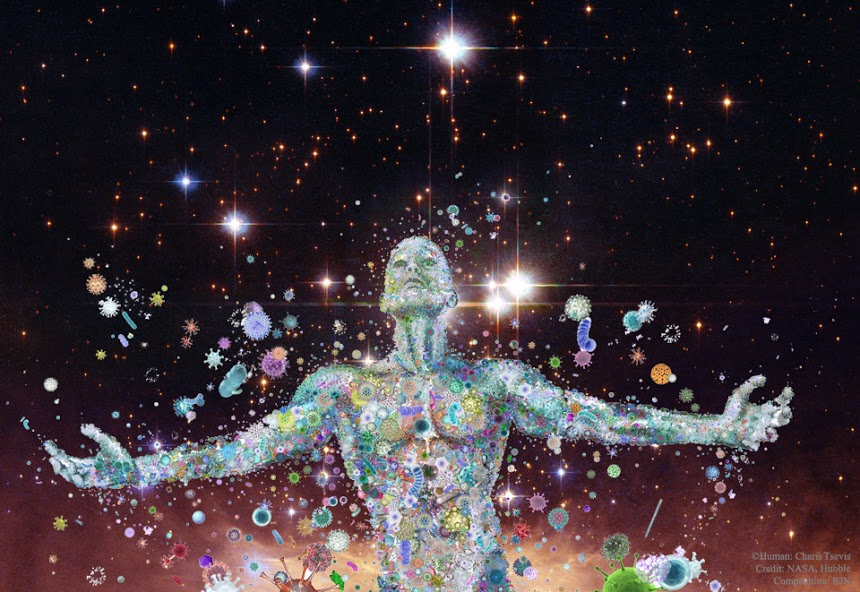 ©Human: Charis Tsevis
Credit: NASA, Hubble
Composition: RJN